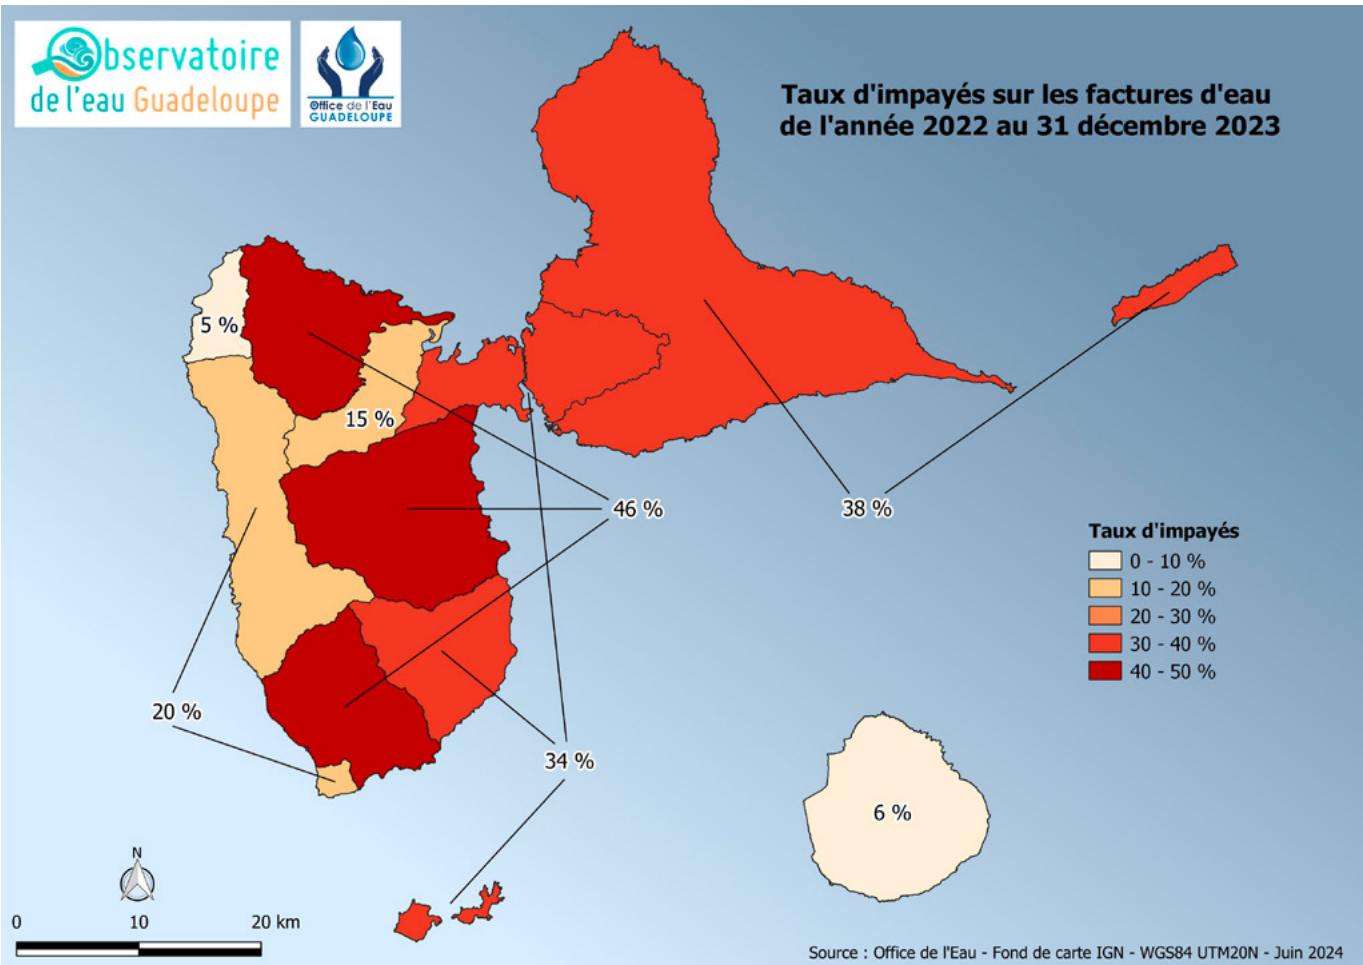 Observatoire
de l'eau Guadeloupe
Office de l'Eau
GUADELOUPE
Taux d'impayés sur les factures d'eau
de l'année 2022 au 31 décembre 2023
5 %
15 %
46 %
38 %
20 %
34 %
6 %
Taux d'impayés
0 - 10 %
10 - 20 %
20 - 30 %
30 - 40 %
40 - 50 %
N
0 10 20 km
Source : Office de l'Eau - Fond de carte IGN - WGS84 UTM20N - Juin 2024